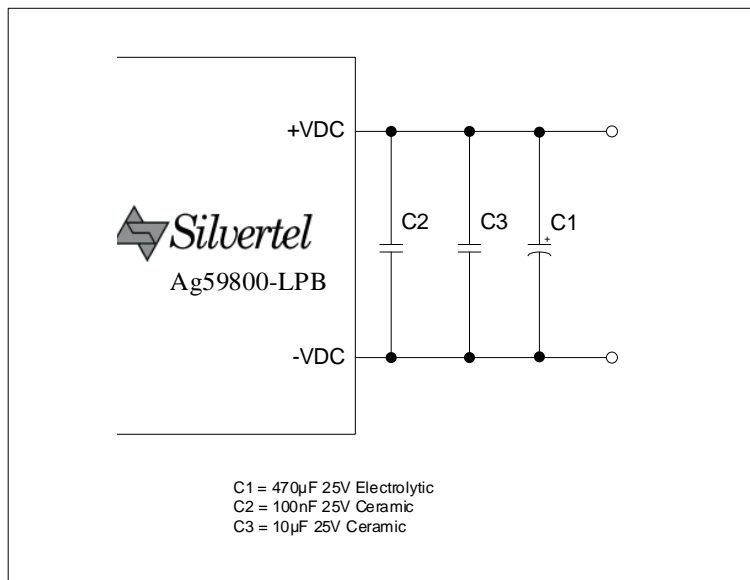 +VDC
C2
C3
+
C1
Silvertel
Ag59800-LPB
-VDC
C1 = 470µF 25V Electrolytic
C2 = 100nF 25V Ceramic
C3 = 10µF 25V Ceramic